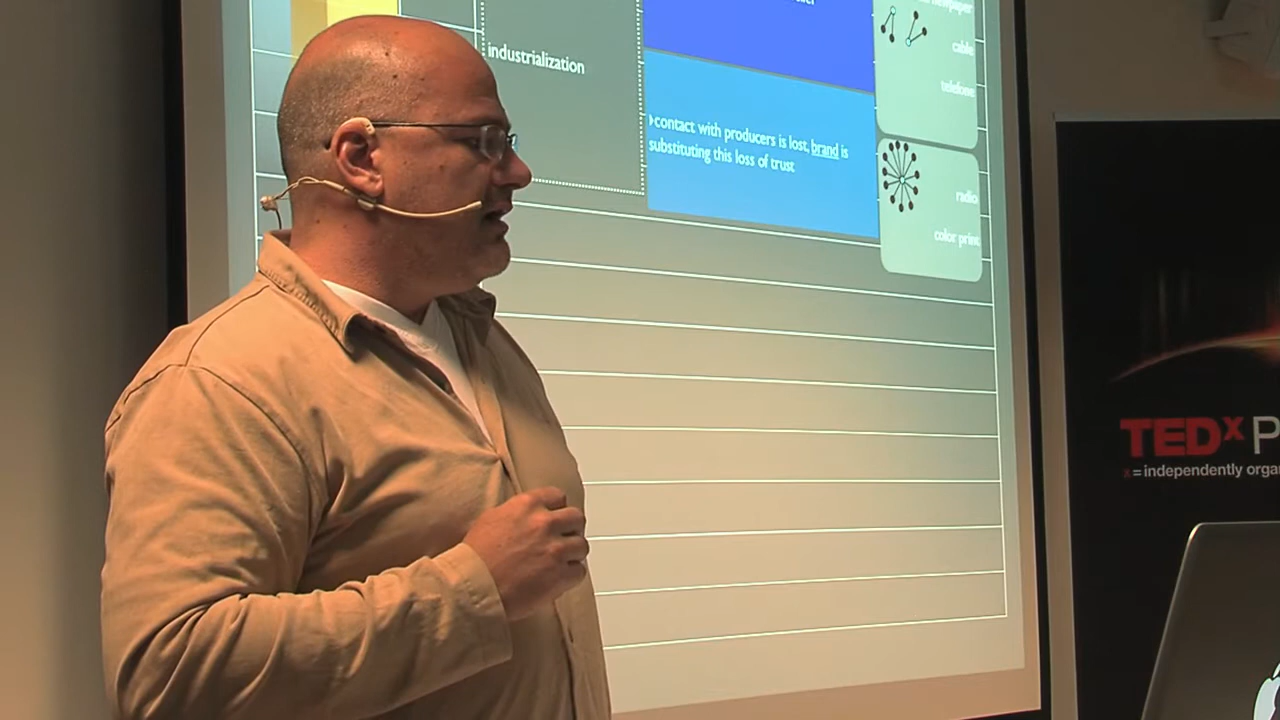 industrialization
›contact with producers is lost, brand is
substituting this loss of trust
newspaper
cable
telefone
radio
color print
TEDx P
x=independently orga